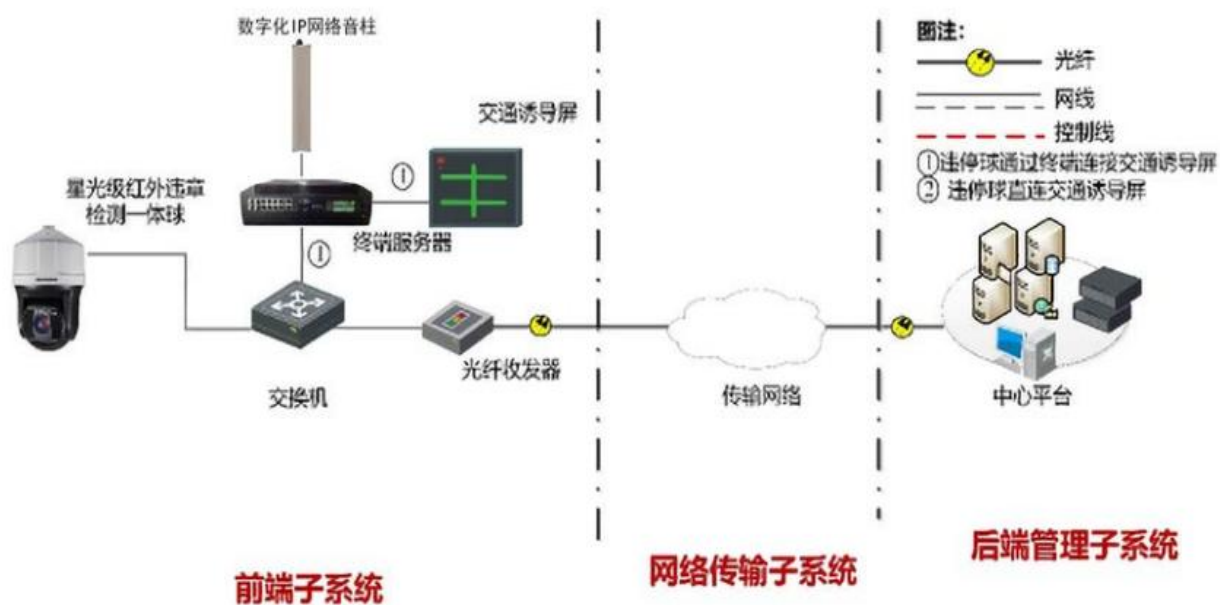 数字化IP网络音柱
图注：
光纤
网线
控制线
①违停球通过终端连接交通诱导屏
② 违停球直连交通诱导屏
交通诱导屏
①
星光级红外违章
检测一体球
终端服务器
①
光纤收发器
交换机
传输网络
中心平台
前端子系统
网络传输子系统
后端管理子系统